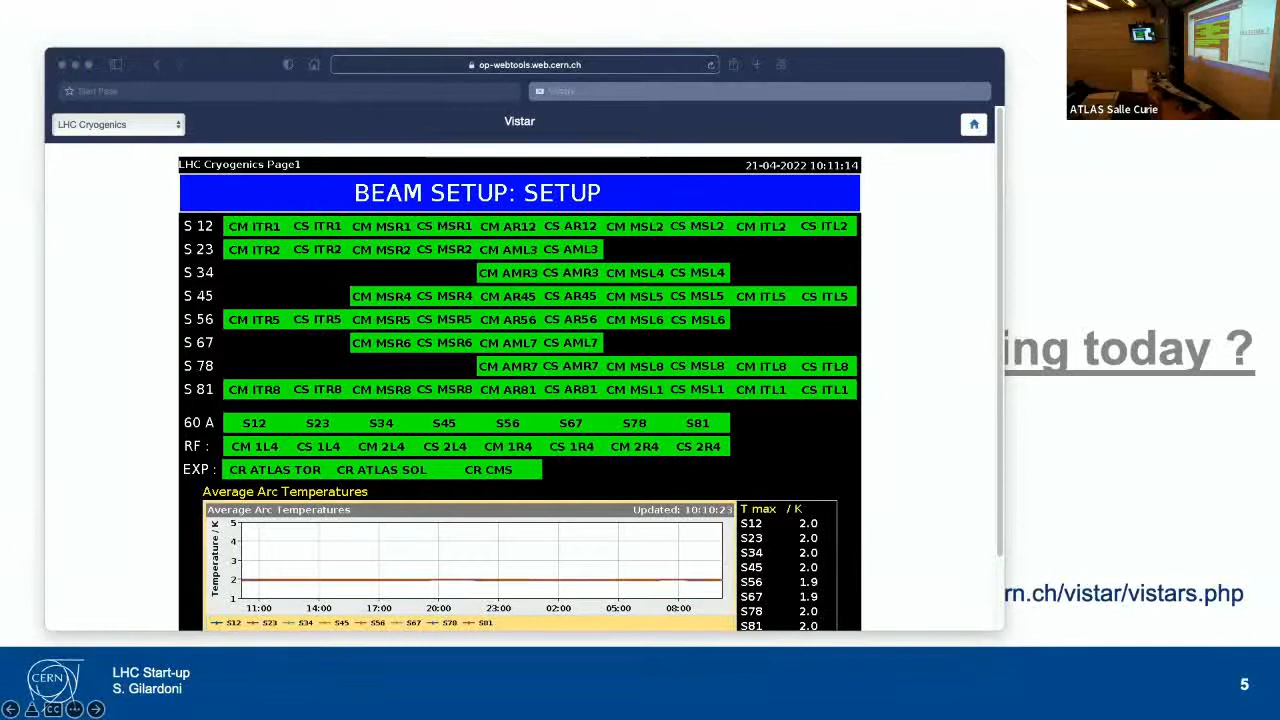 op-webtools.web.cern.ch
Start Page
Vistars
LHC Cryogenics
Vistar
ATLAS Salle Curie
LHC Cryogenics Page1 21-04-2022 10:11:14
BEAM SETUP: SETUP
S 12 CM ITR1 CS ITR1 CM MSR1 CS MSR1 CM AR12 CS AR12 CM MSL2 CS MSL2 CM ITL2 CS ITL2
S 23 CM ITR2 CS ITR2 CM MSR2 CS MSR2 CM AML3 CS AML3
S 34 CM AMR3 CS AMR3 CM MSL4 CS MSL4
S 45 CM MSR4 CS MSR4 CM AR45 CS AR45 CM MSL5 CS MSL5 CM ITL5 CS ITL5
S 56 CM ITR5 CS ITR5 CM MSR5 CS MSR5 CM AR56 CS AR56 CM MSL6 CS MSL6
S 67 CM MSR6 CS MSR6 CM AML7 CS AML7
S 78 CM AMR7 CS AMR7 CM MSL8 CS MSL8 CM ITL8 CS ITL8
S 81 CM ITR8 CS ITR8 CM MSR8 CS MSR8 CM AR81 CS AR81 CM MSL1 CS MSL1 CM ITL1 CS ITL1
60 A S12 S23 S34 S45 S56 S67 S78 S81
RF : CM 1L4 CS 1L4 CM 2L4 CS 2L4 CM 1R4 CS 1R4 CM 2R4 CS 2R4
EXP : CR ATLAS TOR CR ATLAS SOL CR CMS
Average Arc Temperatures
Average Arc Temperatures Updated: 10:10:23
Temperature / K
5
4
3
2
1
11:00 14:00 17:00 20:00 23:00 02:00 05:00 08:00
S12 S23 S34 S45 S56 S67 S78 S81
T max / K
S12 2.0
S23 2.0
S34 2.0
S45 2.0
S56 1.9
S67 1.9
S78 2.0
S81 2.0
ing today ?
rn.ch/vistar/vistars.php
CERN
LHC Start-up
S. Gilardoni
5
CC